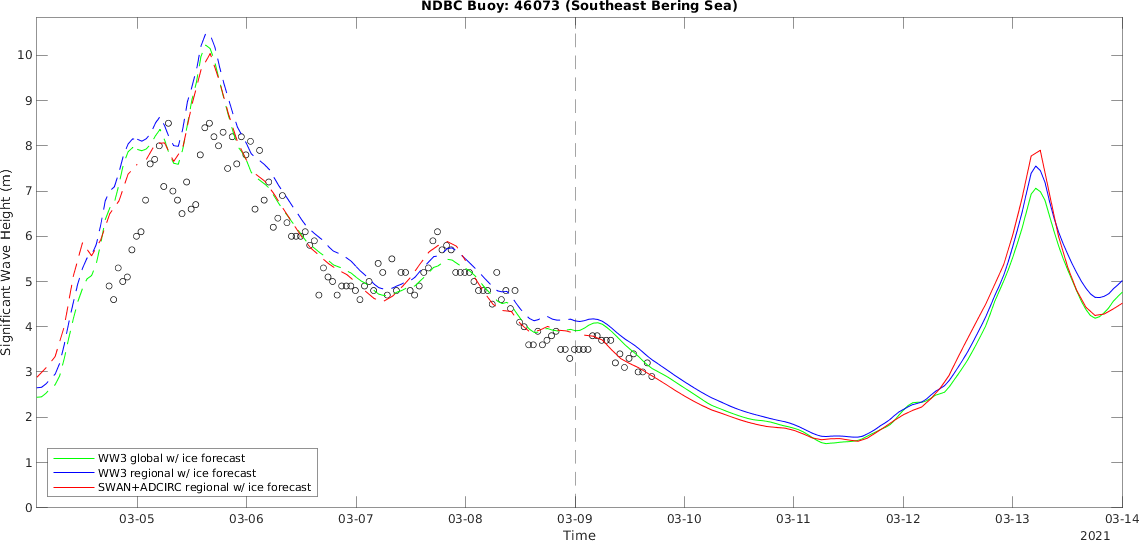 NDBC Buoy: 46073 (Southeast Bering Sea)
Significant Wave Height (m)
10
9
8
7
6
5
4
3
2
1
0
WW3 global w/ ice forecast
WW3 regional w/ ice forecast
SWAN+ADCIRC regional w/ ice forecast
03-05 03-06 03-07 03-08 03-09 03-10 03-11 03-12 03-13 03-14
Time
2021